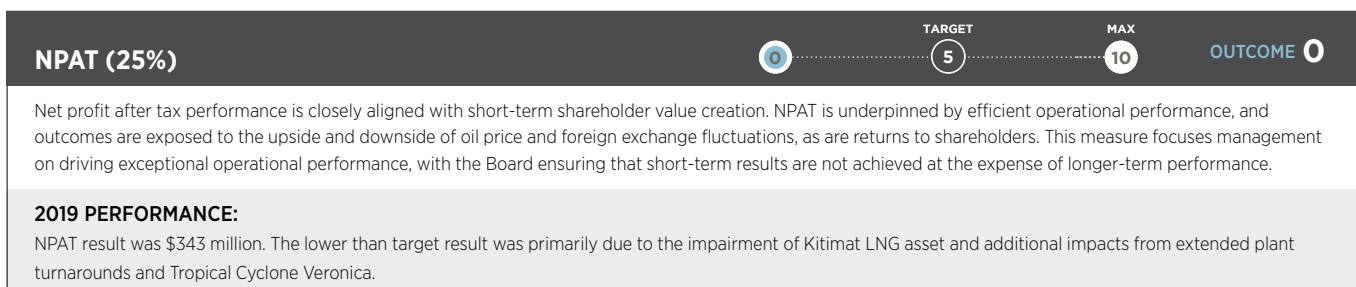 TARGET MAX
NPAT (25%) 0 5 10 OUTCOME 0
Net profit after tax performance is closely aligned with short-term shareholder value creation. NPAT is underpinned by efficient operational performance, and
outcomes are exposed to the upside and downside of oil price and foreign exchange fluctuations, as are returns to shareholders. This measure focuses management
on driving exceptional operational performance, with the Board ensuring that short-term results are not achieved at the expense of longer-term performance.
2019 PERFORMANCE:
NPAT result was $343 million. The lower than target result was primarily due to the impairment of Kitimat LNG asset and additional impacts from extended plant
turnarounds and Tropical Cyclone Veronica.